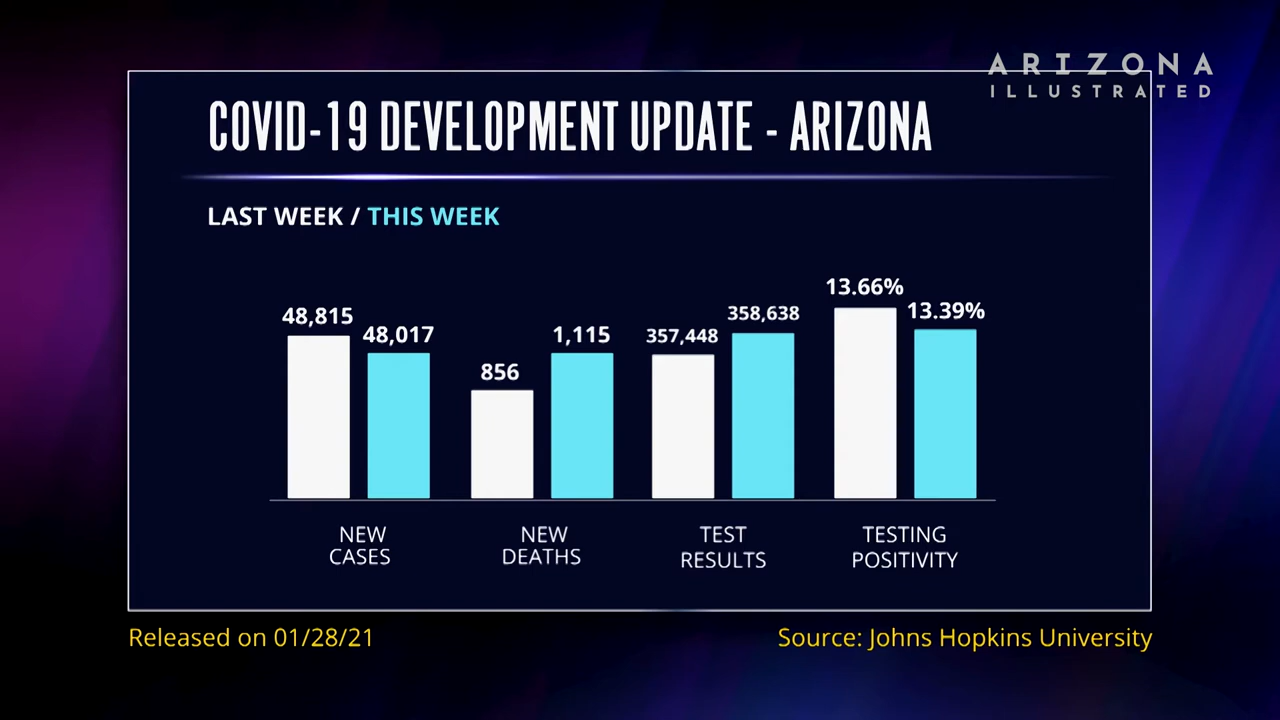 ARIZONA
ILLUSTRATED
COVID-19 DEVELOPMENT UPDATE - ARIZONA
LAST WEEK / THIS WEEK
48,815
48,017
856
1,115
357,448
358,638
13.66%
13.39%
NEW
CASES
NEW
DEATHS
TEST
RESULTS
TESTING
POSITIVITY
Released on 01/28/21
Source: Johns Hopkins University